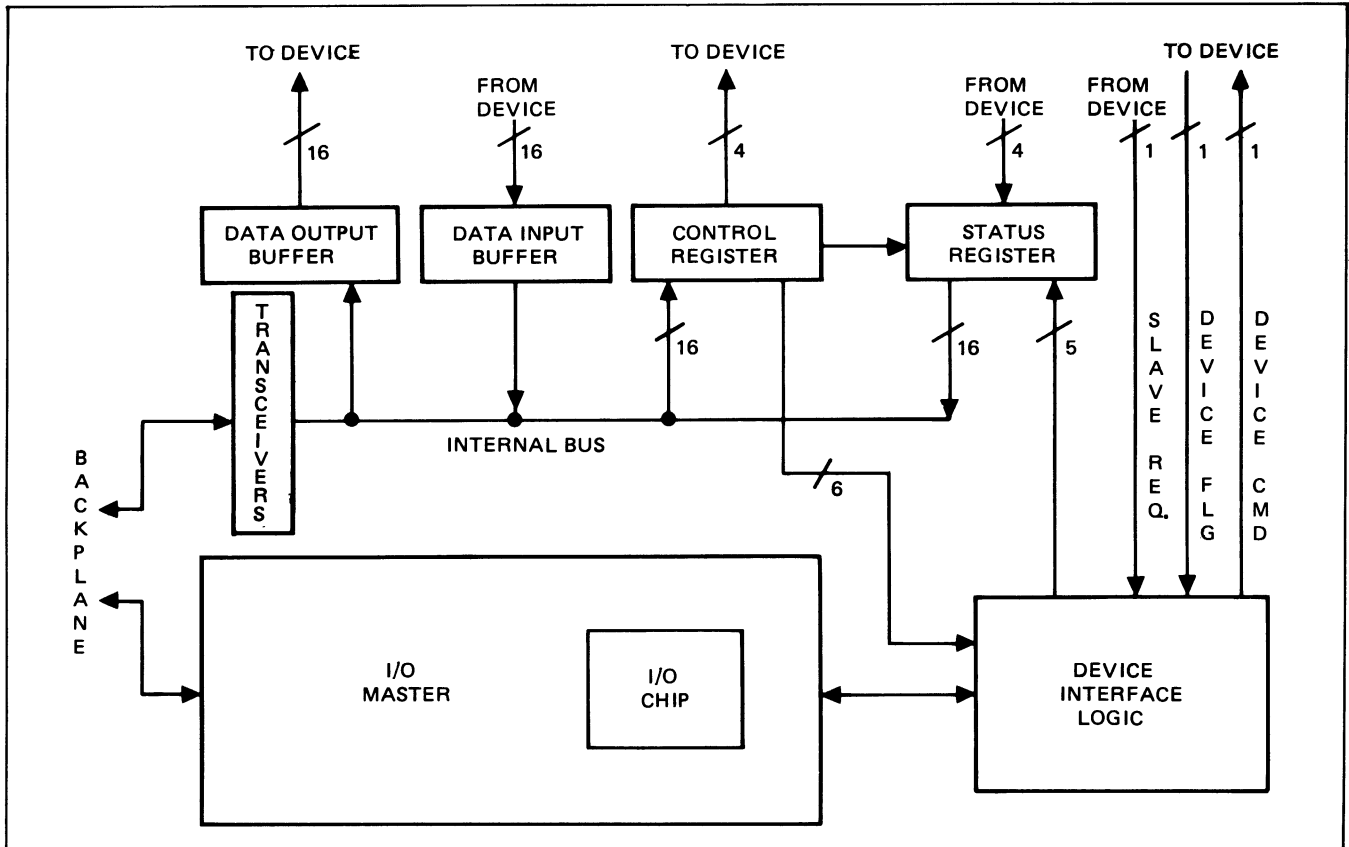 TO DEVICE
FROM
DEVICE
TO DEVICE
FROM
DEVICE
FROM
DEVICE
TO DEVICE
16
16
4
4
1
1
1
DATA OUTPUT
BUFFER
DATA INPUT
BUFFER
CONTROL
REGISTER
STATUS
REGISTER
TRANSCEIVERS
16
16
5
SLAVE REQ.
DEVICE FLG
DEVICE CMD
INTERNAL BUS
6
BACKPLANE
I/O
MASTER
I/O
CHIP
DEVICE
INTERFACE
LOGIC